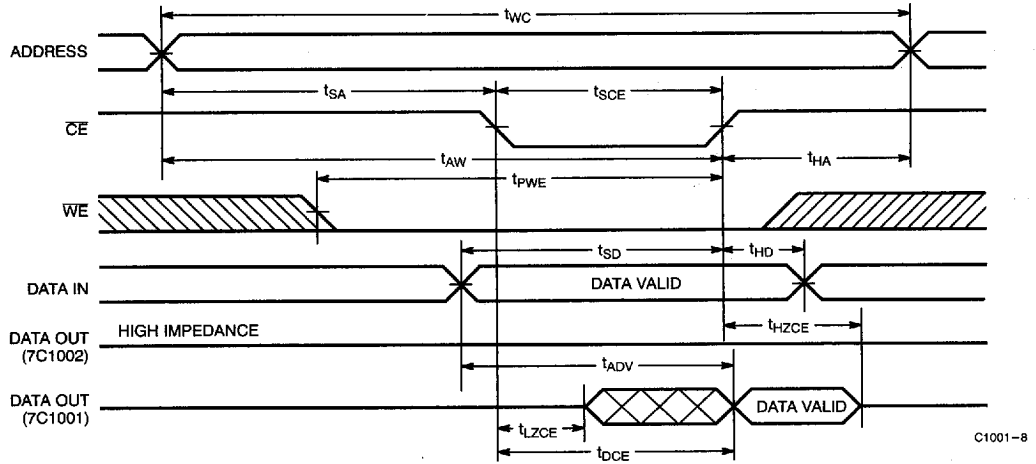 tWC
ADDRESS
tSA
tSCE
CE
tAW
tHA
tPWE
WE
tSD
tHD
DATA IN
DATA VALID
DATA OUT
(7C1002)
HIGH IMPEDANCE
tHZCE
tADV
DATA OUT
(7C1001)
DATA VALID
tLZCE
tDCE
C1001–8